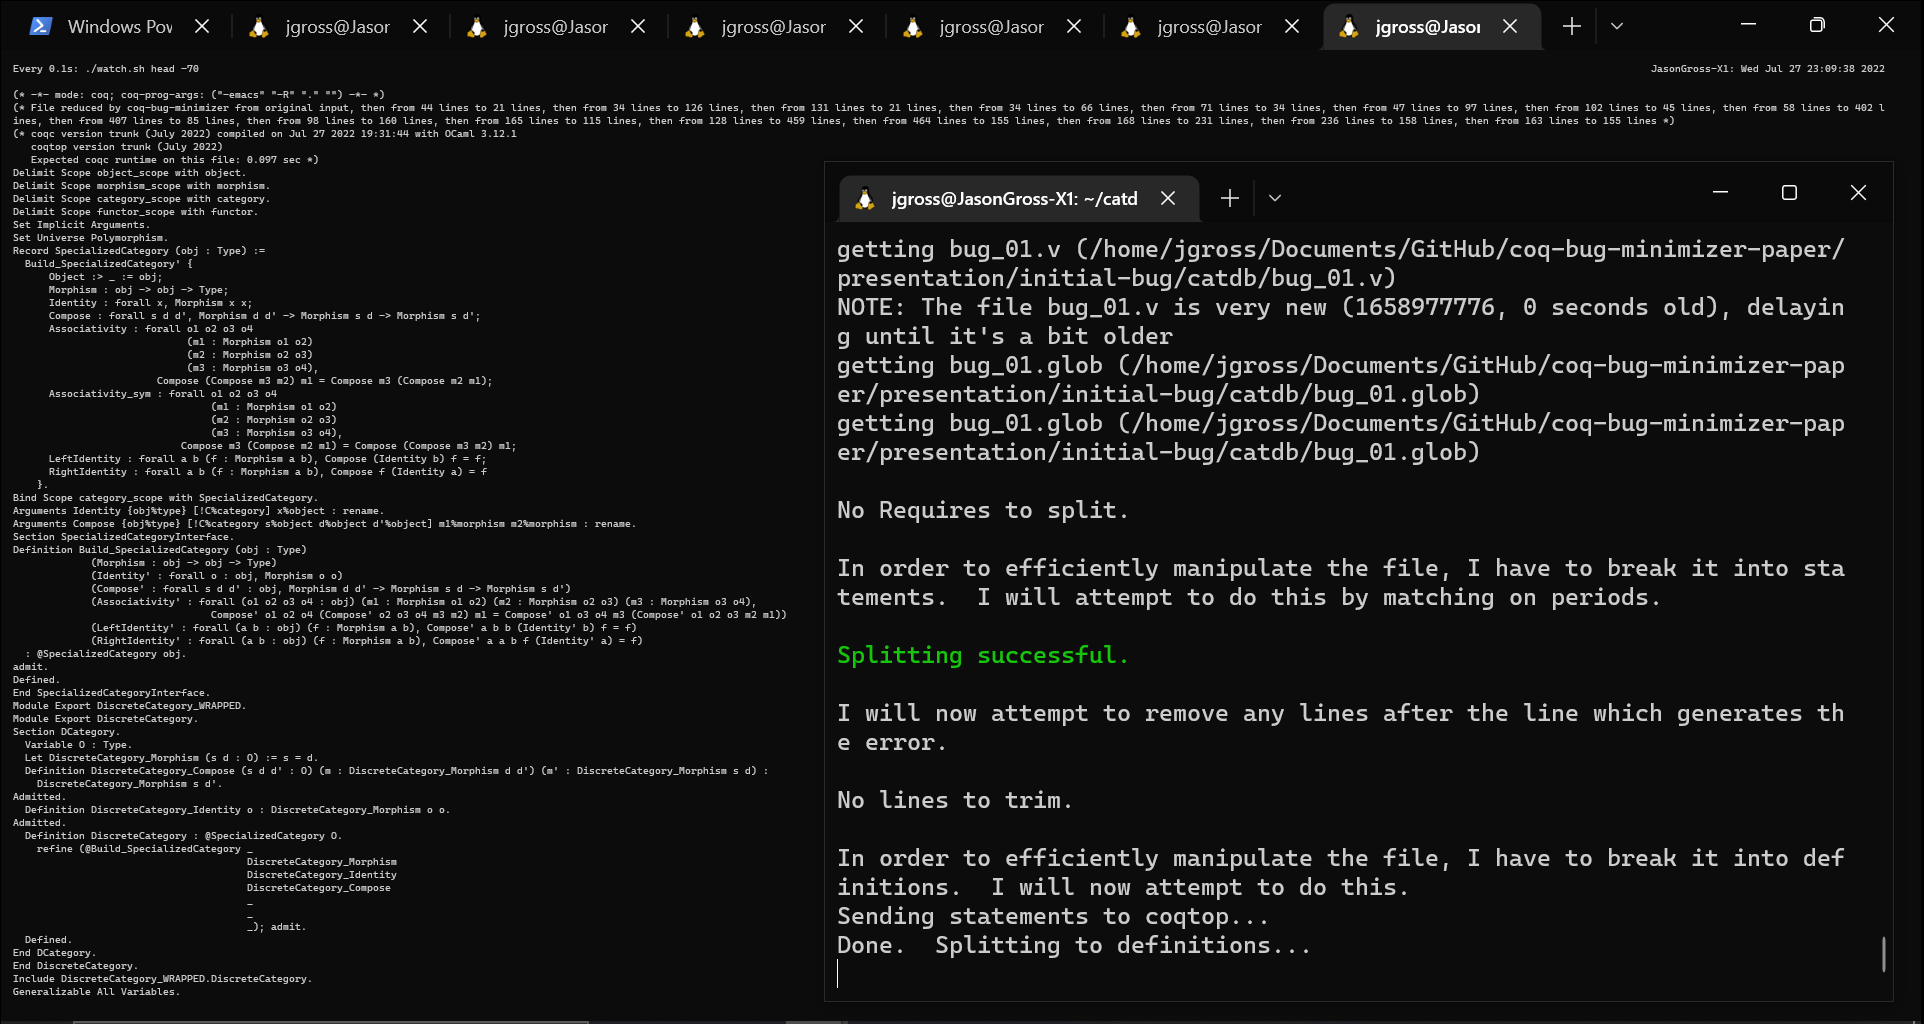 Windows Pov
jgross@Jasor
jgross@Jasor
jgross@Jasor
jgross@Jasor
jgross@Jasor
jgross@Jasor
Every 0.1s: ./watch.sh head -70
JasonGross-X1: Wed Jul 27 23:09:38 2022
(* -*- mode: coq; coq-prog-args: ("-emacs" "-R" "." "") -*- *)
(* File reduced by coq-bug-minimizer from original input, then from 44 lines to 21 lines, then from 34 lines to 126 lines, then from 131 lines to 21 lines, then from 34 lines to 66 lines, then from 71 lines to 34 lines, then from 47 lines to 97 lines, then from 102 lines to 45 lines, then from 58 lines to 402 l
ines, then from 407 lines to 85 lines, then from 98 lines to 160 lines, then from 165 lines to 115 lines, then from 128 lines to 459 lines, then from 464 lines to 155 lines, then from 168 lines to 231 lines, then from 236 lines to 158 lines, then from 163 lines to 155 lines *)
(* coqc version trunk (July 2022) compiled on Jul 27 2022 19:31:44 with OCaml 3.12.1
   coqtop version trunk (July 2022)
   Expected coqc runtime on this file: 0.097 sec *)
Delimit Scope object_scope with object.
Delimit Scope morphism_scope with morphism.
Delimit Scope category_scope with category.
Delimit Scope functor_scope with functor.
Set Implicit Arguments.
Set Universe Polymorphism.
Record SpecializedCategory (obj : Type) :=
  Build_SpecializedCategory' {
      Object :> _ := obj;
      Morphism : obj -> obj -> Type;
      Identity : forall x, Morphism x x;
      Compose : forall s d d', Morphism d d' -> Morphism s d -> Morphism s d';
      Associativity : forall o1 o2 o3 o4
                             (m1 : Morphism o1 o2)
                             (m2 : Morphism o2 o3)
                             (m3 : Morphism o3 o4),
                        Compose (Compose m3 m2) m1 = Compose m3 (Compose m2 m1);
      Associativity_sym : forall o1 o2 o3 o4
                                 (m1 : Morphism o1 o2)
                                 (m2 : Morphism o2 o3)
                                 (m3 : Morphism o3 o4),
                            Compose m3 (Compose m2 m1) = Compose (Compose m3 m2) m1;
      LeftIdentity : forall a b (f : Morphism a b), Compose (Identity b) f = f;
      RightIdentity : forall a b (f : Morphism a b), Compose f (Identity a) = f
    }.
Bind Scope category_scope with SpecializedCategory.
Arguments Identity {obj%type} [!C%category] x%object : rename.
Arguments Compose {obj%type} [!C%category s%object d%object d'%object] m1%morphism m2%morphism : rename.
Section SpecializedCategoryInterface.
Definition Build_SpecializedCategory (obj : Type)
             (Morphism : obj -> obj -> Type)
             (Identity' : forall o : obj, Morphism o o)
             (Compose' : forall s d d' : obj, Morphism d d' -> Morphism s d -> Morphism s d')
             (Associativity' : forall (o1 o2 o3 o4 : obj) (m1 : Morphism o1 o2) (m2 : Morphism o2 o3) (m3 : Morphism o3 o4),
                                 Compose' o1 o2 o4 (Compose' o2 o3 o4 m3 m2) m1 = Compose' o1 o3 o4 m3 (Compose' o1 o2 o3 m2 m1))
             (LeftIdentity' : forall (a b : obj) (f : Morphism a b), Compose' a b b (Identity' b) f = f)
             (RightIdentity' : forall (a b : obj) (f : Morphism a b), Compose' a a b f (Identity' a) = f)
  : @SpecializedCategory obj.
admit.
Defined.
End SpecializedCategoryInterface.
Module Export DiscreteCategory_WRAPPED.
Module Export DiscreteCategory.
Section DCategory.
  Variable O : Type.
  Let DiscreteCategory_Morphism (s d : O) := s = d.
  Definition DiscreteCategory_Compose (s d d' : O) (m : DiscreteCategory_Morphism d d') (m' : DiscreteCategory_Morphism s d) :
    DiscreteCategory_Morphism s d'.
Admitted.
  Definition DiscreteCategory_Identity o : DiscreteCategory_Morphism o o.
Admitted.
  Definition DiscreteCategory : @SpecializedCategory O.
    refine (@Build_SpecializedCategory _
                                       DiscreteCategory_Morphism
                                       DiscreteCategory_Identity
                                       DiscreteCategory_Compose
                                       _
                                       _
                                       _); admit.
  Defined.
End DCategory.
End DiscreteCategory.
Include DiscreteCategory_WRAPPED.DiscreteCategory.
Generalizable All Variables.
jgross@JasonGross-X1: ~/catd
getting bug_01.v (/home/jgross/Documents/GitHub/coq-bug-minimizer-paper/
presentation/initial-bug/catdb/bug_01.v)
NOTE: The file bug_01.v is very new (1658977776, 0 seconds old), delayin
g until it's a bit older
getting bug_01.glob (/home/jgross/Documents/GitHub/coq-bug-minimizer-pap
er/presentation/initial-bug/catdb/bug_01.glob)
getting bug_01.glob (/home/jgross/Documents/GitHub/coq-bug-minimizer-pap
er/presentation/initial-bug/catdb/bug_01.glob)
No Requires to split.
In order to efficiently manipulate the file, I have to break it into sta
tements.  I will attempt to do this by matching on periods.
Splitting successful.
I will now attempt to remove any lines after the line which generates th
e error.
No lines to trim.
In order to efficiently manipulate the file, I have to break it into def
initions.  I will now attempt to do this.
Sending statements to coqtop...
Done.  Splitting to definitions...